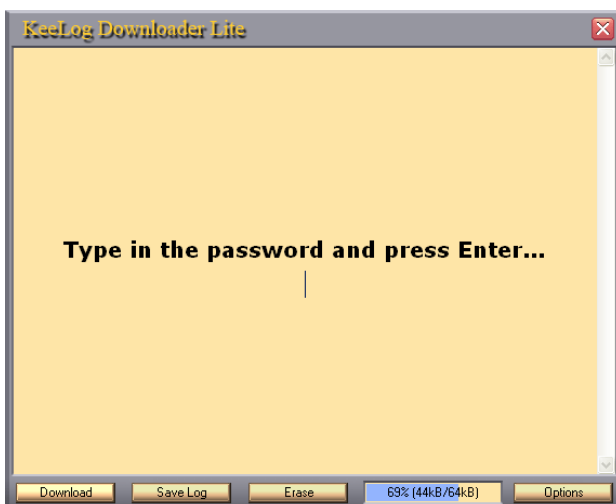 KeeLog Downloader Lite
Type in the password and press Enter...
Download Save Log Erase 69% (44kB/64kB) Options